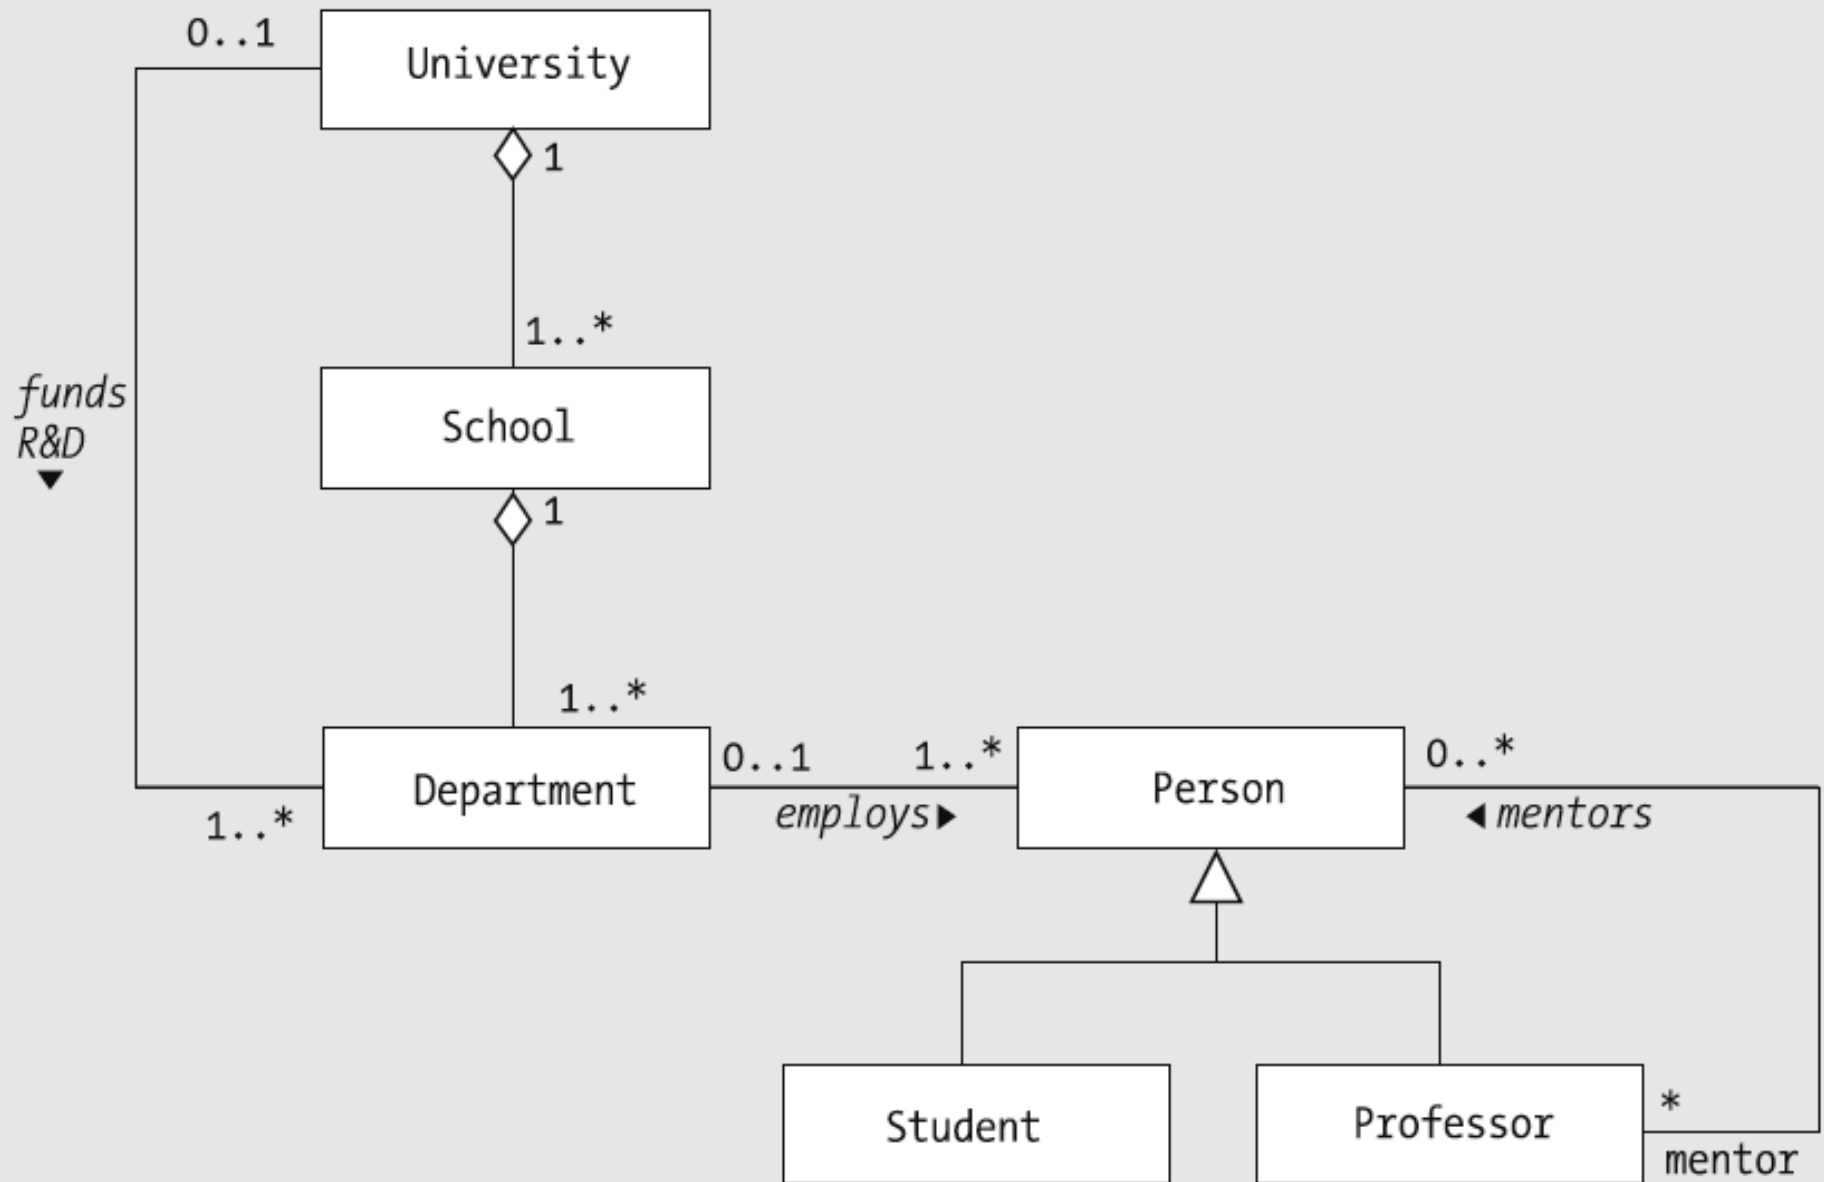 0..1
University
1
1..*
funds
R&D
▼
School
1
1..*
Department
1..*
0..1
1..*
employs▶
Person
0..*
◀mentors
Student
Professor
*
mentor